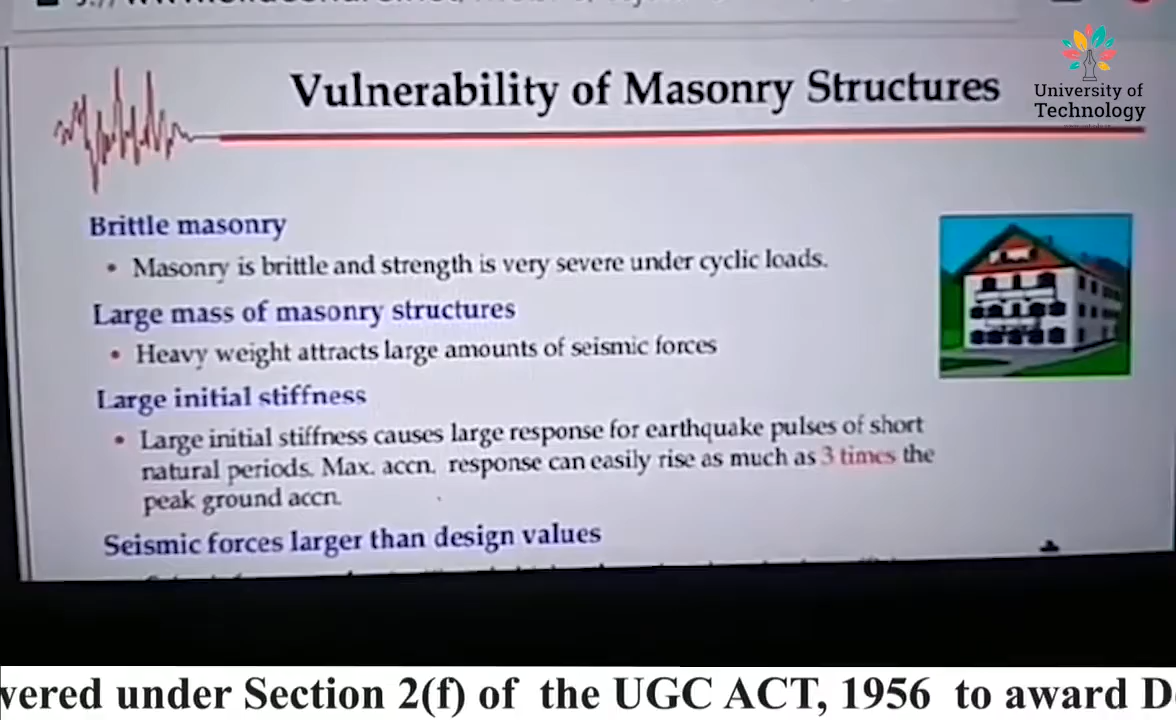 Vulnerability of Masonry Structures
University of
Technology
Brittle masonry
• Masonry is brittle and strength is very severe under cyclic loads.
Large mass of masonry structures
• Heavy weight attracts large amounts of seismic forces
Large initial stiffness
• Large initial stiffness causes large response for earthquake pulses of short
natural periods. Max. accn. response can easily rise as much as 3 times the
peak ground accn.
Seismic forces larger than design values
vered under Section 2(f) of the UGC ACT, 1956 to award D